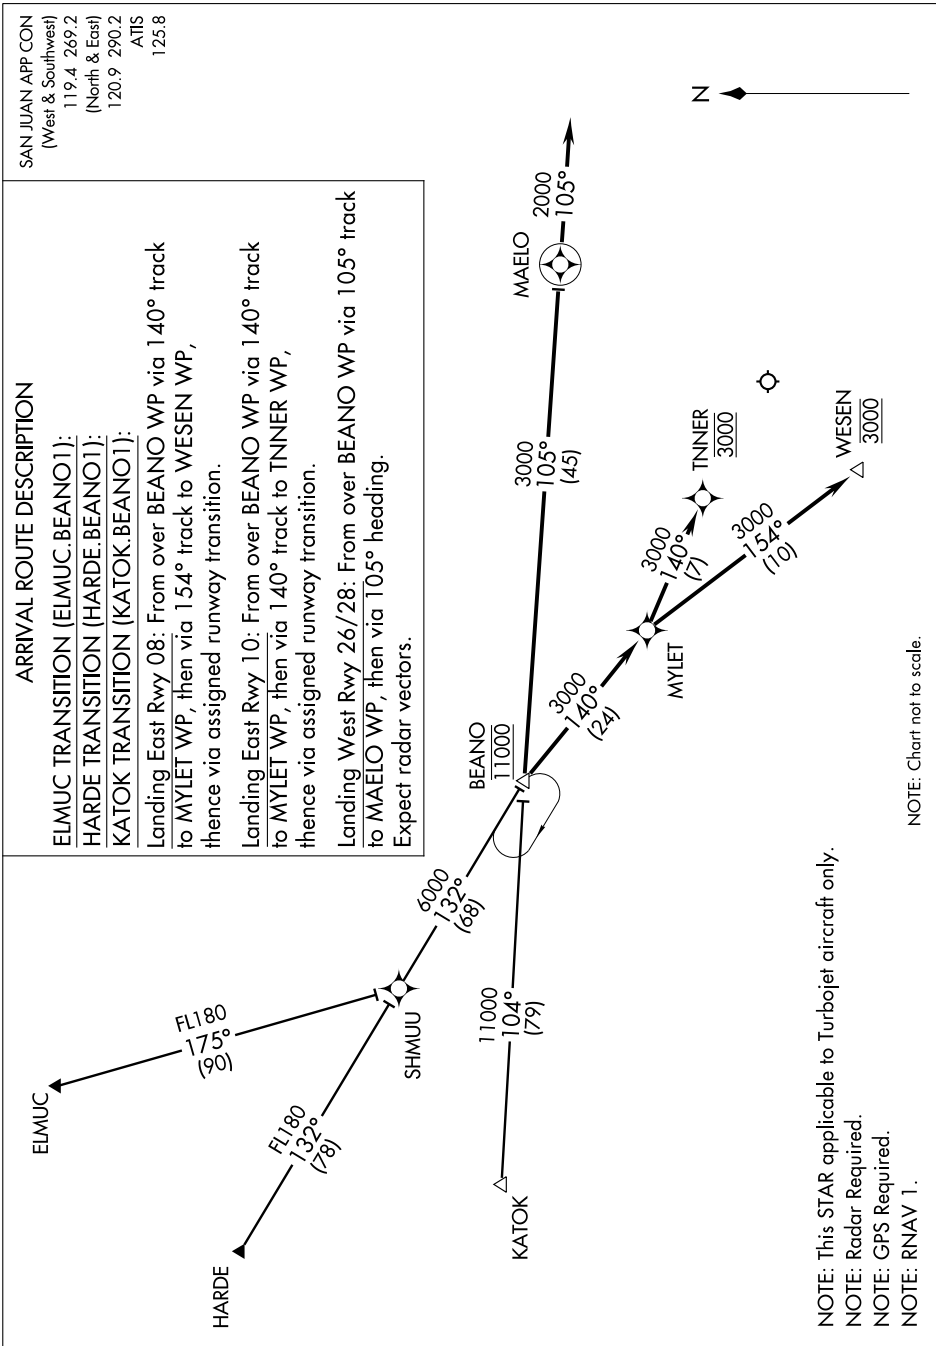 SAN JUAN APP CON
(West & Southwest)
119.4 269.2
(North & East)
120.9 290.2
ATIS
125.8
ARRIVAL ROUTE DESCRIPTION
ELMUC TRANSITION (ELMUC.BEANO1):
HARDE TRANSITION (HARDE.BEANO1):
KATOK TRANSITION (KATOK.BEANO1):
Landing East Rwy 08: From over BEANO WP via 140° track
to MYLET WP, then via 154° track to WESEN WP,
thence via assigned runway transition.
Landing East Rwy 10: From over BEANO WP via 140° track
to MYLET WP, then via 140° track to TNNER WP,
thence via assigned runway transition.
Landing West Rwy 26/28: From over BEANO WP via 105° track
to MAELO WP, then via 105° heading.
Expect radar vectors.
ELMUC
FL180
175°
(90)
HARDE
FL180
132°
(78)
SHMUU
6000
132°
(68)
KATOK
11000
104°
(79)
BEANO
11000
3000
105°
(45)
MAELO
2000
105°
3000
140°
(24)
MYLET
3000
140°
(7)
TNNER
3000
3000
154°
(10)
WESEN
3000
N
NOTE: This STAR applicable to Turbojet aircraft only.
NOTE: Radar Required.
NOTE: GPS Required.
NOTE: RNAV 1.
NOTE: Chart not to scale.